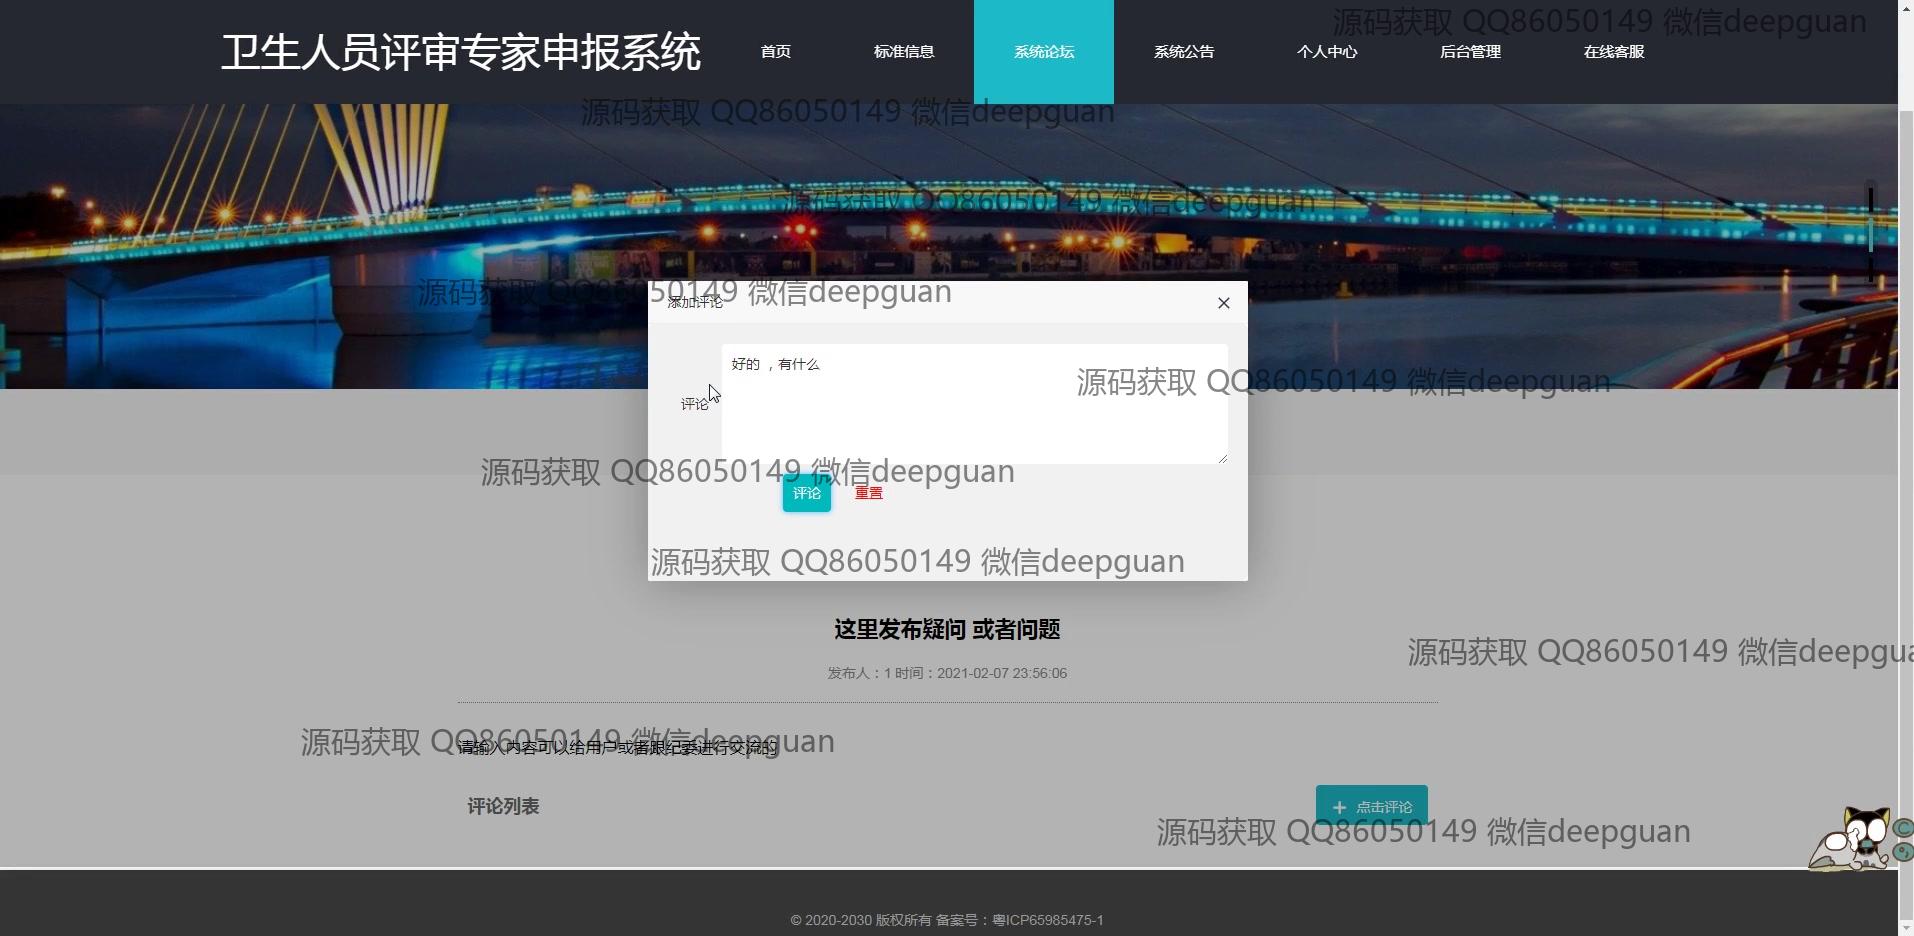 源码获取 QQ86050149 微信deepguan
卫生人员评审专家申报系统
首页
标准信息
系统论坛
系统公告
个人中心
后台管理
在线客服
源码获取 QQ86050149 微信deepguan
源码获取 QQ86050149 微信deepguan
源码获取 QQ86050149 微信deepguan
添加评论
好的 ，有什么
源码获取 QQ86050149 微信deepguan
评论
源码获取 QQ86050149 微信deepguan
评论
重置
源码获取 QQ86050149 微信deepguan
这里发布疑问 或者问题
源码获取 QQ86050149 微信deepgua
发布人：1 时间：2021-02-07 23:56:06
源码获取 QQ86050149 微信deepguan
请输入内容可以给用户或者跟纪委进行交流的
评论列表
点击评论
源码获取 QQ86050149 微信deepguan
© 2020-2030 版权所有 备案号：粤ICP65985475-1